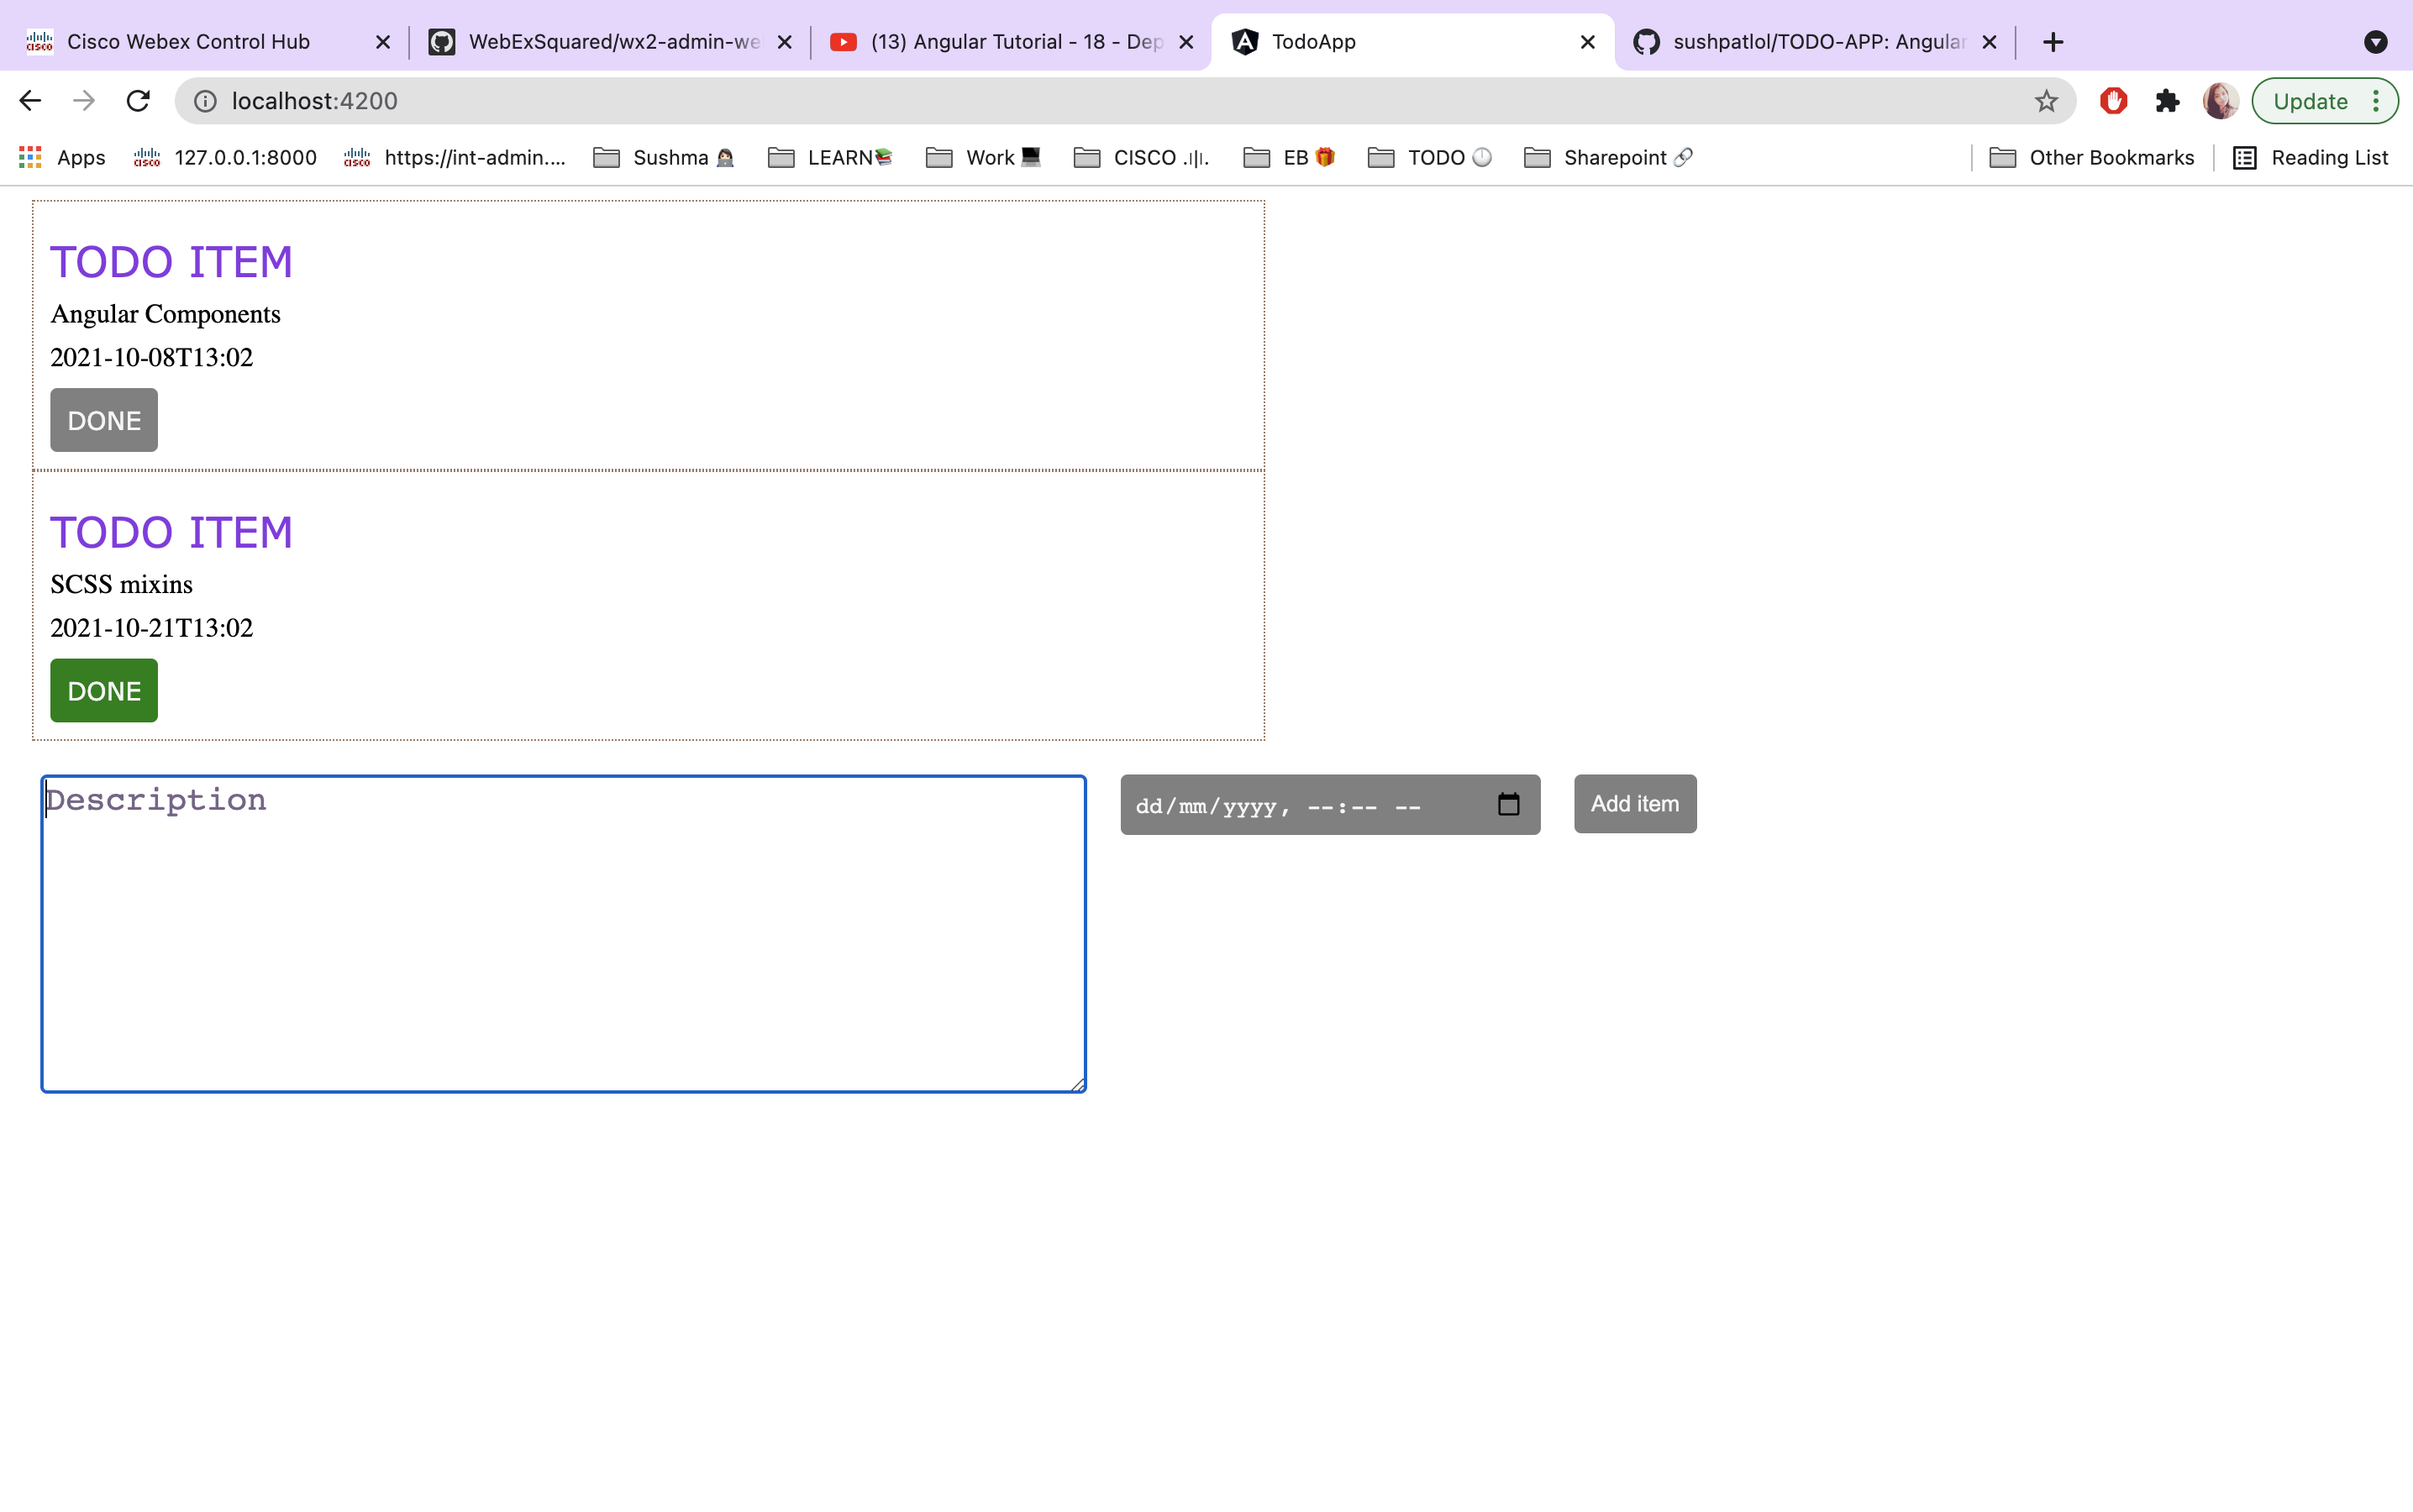 Cisco Webex Control Hub
WebExSquared/wx2-admin-we
(13) Angular Tutorial - 18 - Dep
TodoApp
sushpatlol/TODO-APP: Angular
localhost:4200
Update
Apps
CISCO
127.0.0.1:8000
CISCO
https://int-admin....
Sushma
LEARN
Work
CISCO .ı|ı.
EB
TODO
Sharepoint
Other Bookmarks
Reading List
TODO ITEM
Angular Components
2021-10-08T13:02
DONE
TODO ITEM
SCSS mixins
2021-10-21T13:02
DONE
Description
dd/mm/yyyy, --:-- --
Add item